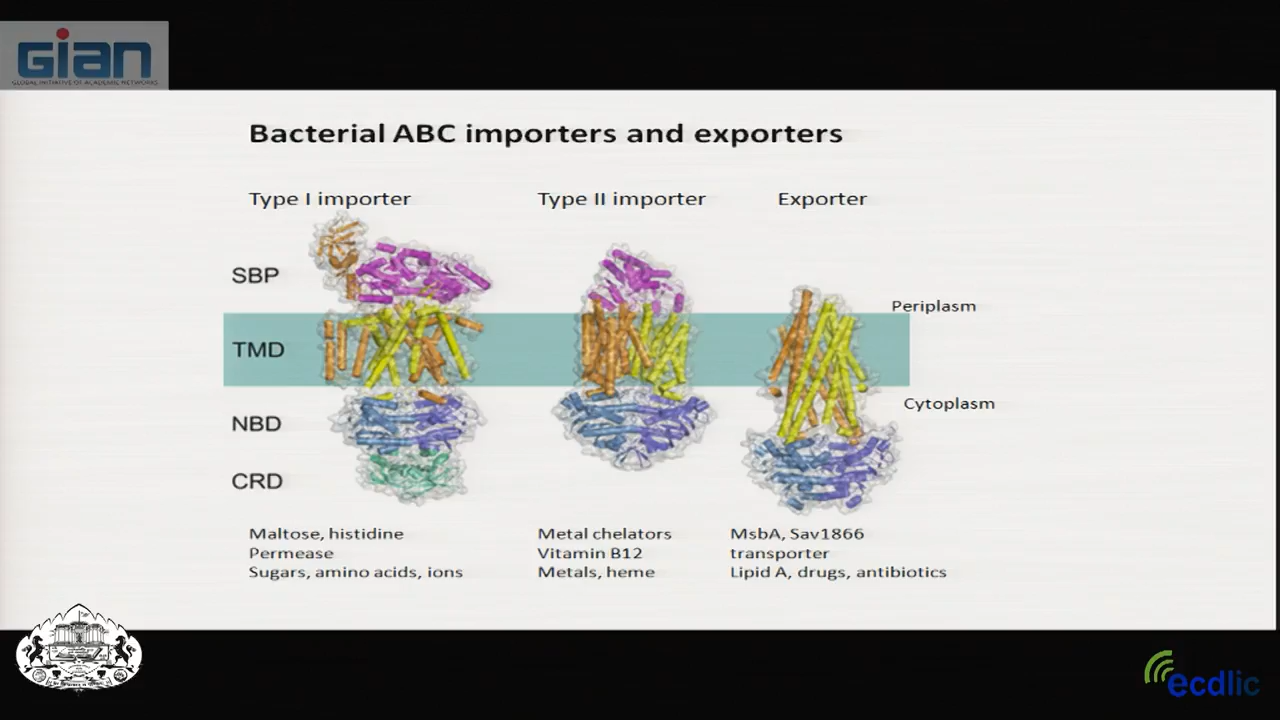 GIAN
GLOBAL INITIATIVE OF ACADEMIC NETWORKS
Bacterial ABC importers and exporters
Type I importer
Type II importer
Exporter
SBP
Periplasm
TMD
Cytoplasm
NBD
CRD
Maltose, histidine
Permease
Sugars, amino acids, ions
Metal chelators
Vitamin B12
Metals, heme
MsbA, Sav1866
transporter
Lipid A, drugs, antibiotics
ecdlic